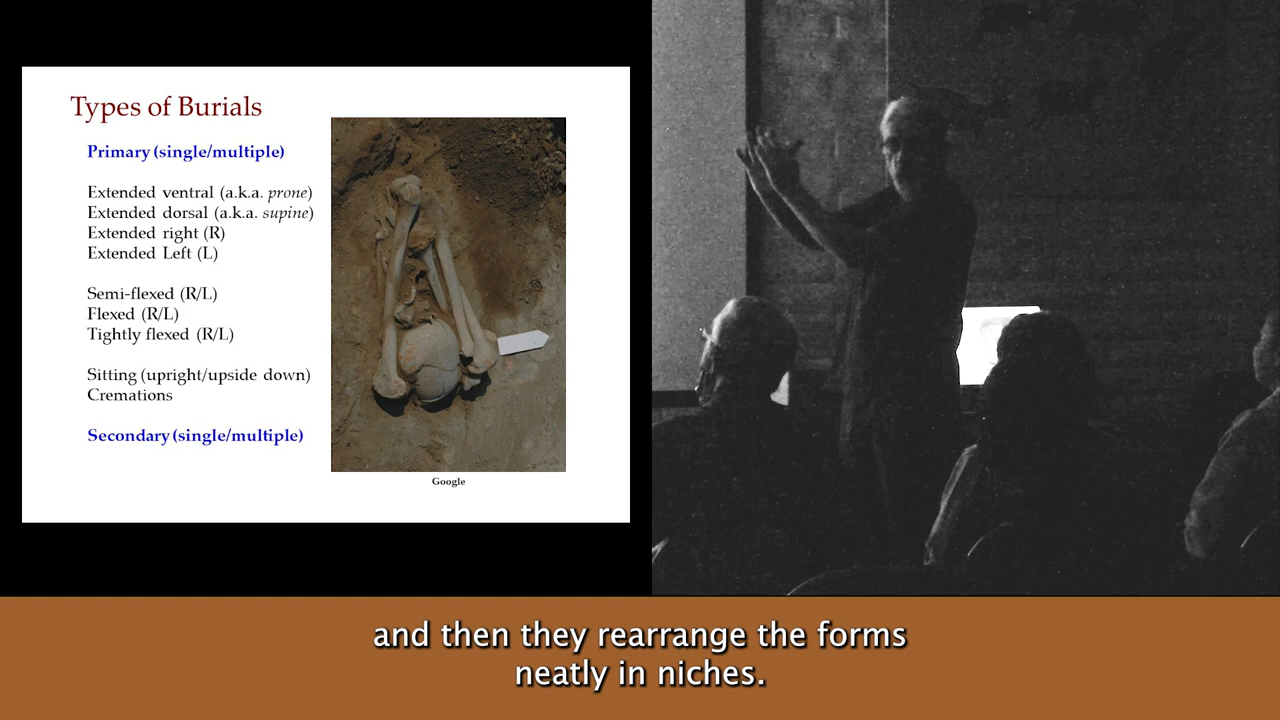 Types of Burials
Primary (single/multiple)
Extended ventral (a.k.a. prone)
Extended dorsal (a.k.a. supine)
Extended right (R)
Extended Left (L)
Semi-flexed (R/L)
Flexed (R/L)
Tightly flexed (R/L)
Sitting (upright/upside down)
Cremations
Secondary (single/multiple)
Google
and then they rearrange the forms
neatly in niches.